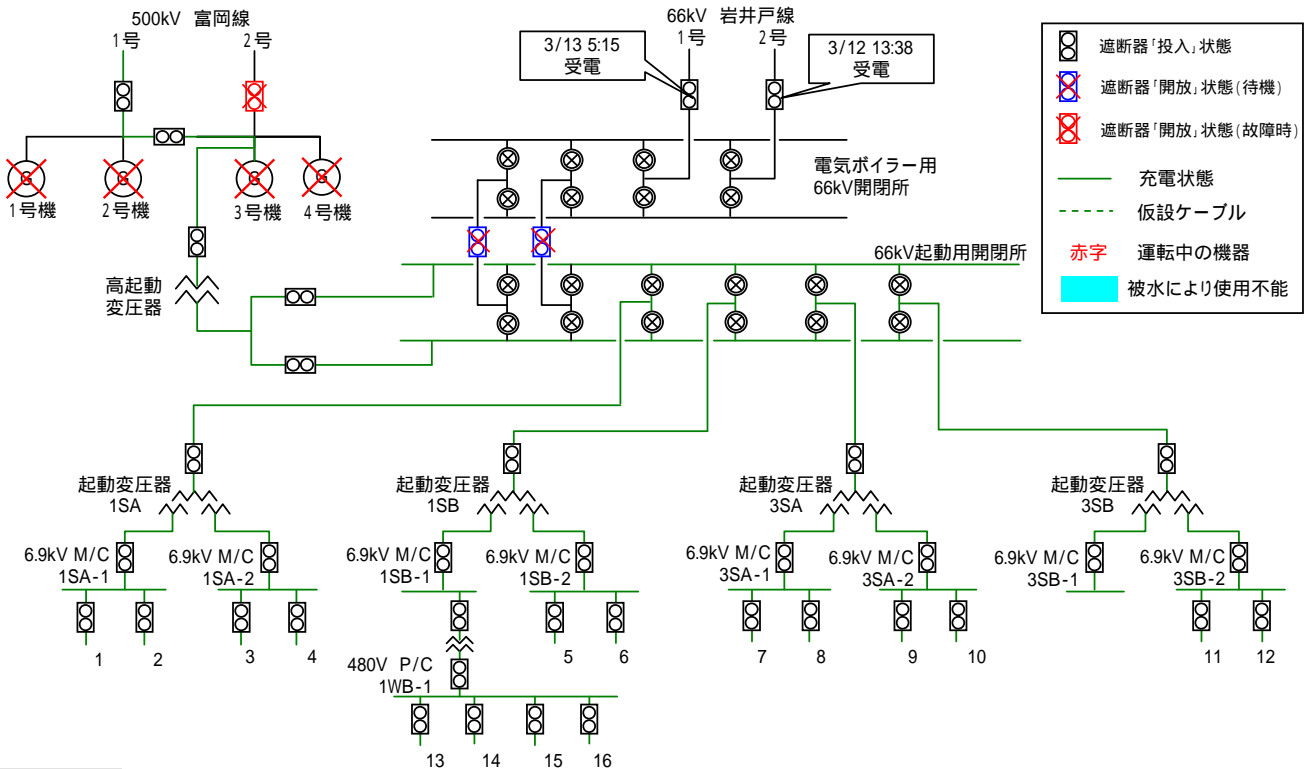 500kV 富岡線
1号
2号
66kV 岩井戸線
1号
2号
3/13 5:15
受電
3/12 13:38
受電
遮断器「投入」状態
遮断器「開放」状態(待機)
遮断器「開放」状態(故障時)
充電状態
仮設ケーブル
赤字 運転中の機器
被水により使用不能
電気ボイラー用
66kV開閉所
G
G
G
G
1号機
2号機
3号機
4号機
66kV起動用開閉所
高起動
変圧器
起動変圧器
1SA
起動変圧器
1SB
起動変圧器
3SA
起動変圧器
3SB
6.9kV M/C
1SA-1
6.9kV M/C
1SA-2
6.9kV M/C
1SB-1
6.9kV M/C
1SB-2
6.9kV M/C
3SA-1
6.9kV M/C
3SA-2
6.9kV M/C
3SB-1
6.9kV M/C
3SB-2
1
2
3
4
5
6
7
8
9
10
11
12
480V P/C
1WB-1
13
14
15
16